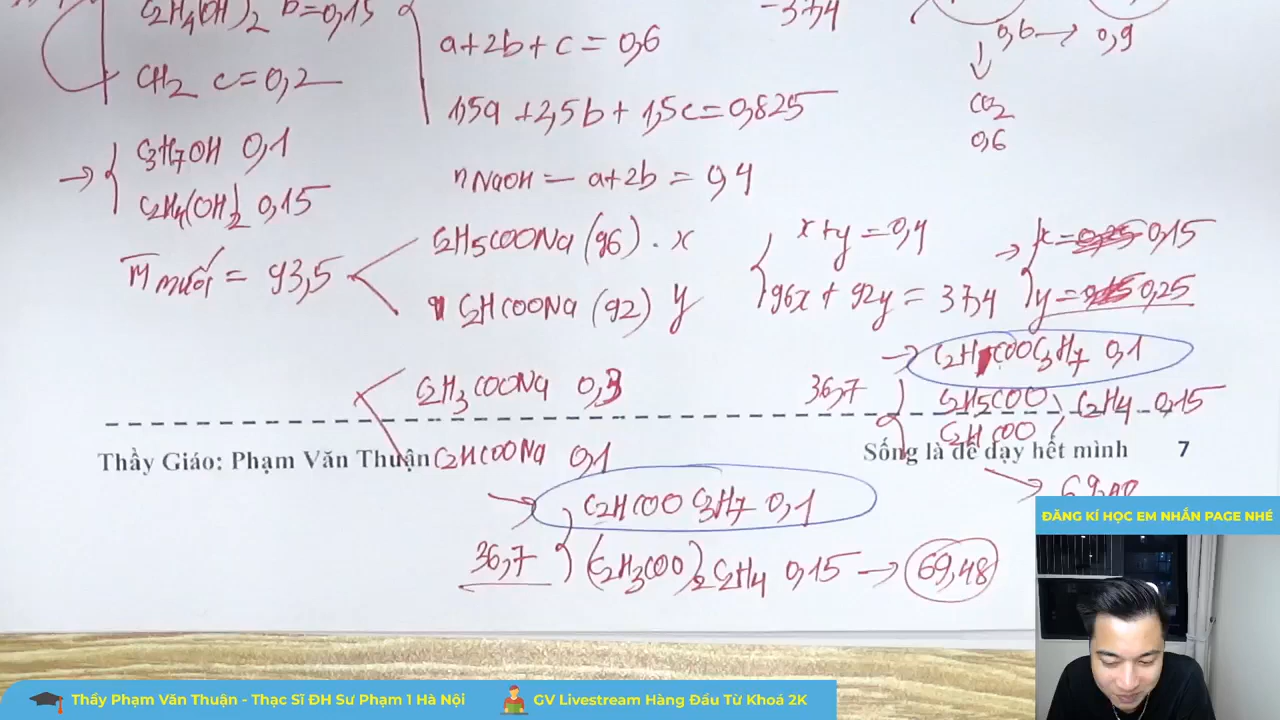 C2H4(OH)2 b=0,15
-37,4
a+2b+c=0,6
0,6 → 0,9
CH2 c=0,2
CO2
0,6
1,5a+2,5b+1,5c=0,825
→ C3H7OH 0,1
C2H4(OH)2 0,15
nNaOH = a+2b = 0,4
M muối = 93,5
C2H5COONa (96) . x
C2HCOONa (92) y
x+y=0,4
96x+92y=37,4
→ x= 0,15
y= 0,25
→ C2HCOOC3H7 0,1
36,7
C2H5COO
C2HCOO
C2H4 0,15
C2H3COONa 0,3
C2HCOONa 0,1
Thầy Giáo: Phạm Văn Thuận
Sống là để dạy hết mình 7
→ C2HCOOC3H7 0,1
36,7
(C2H3COO)2C2H4 0,15 → 69,48
ĐĂNG KÍ HỌC EM NHẮN PAGE NHÉ
Thầy Phạm Văn Thuận - Thạc Sĩ ĐH Sư Phạm 1 Hà Nội
GV Livestream Hàng Đầu Từ Khoá 2K